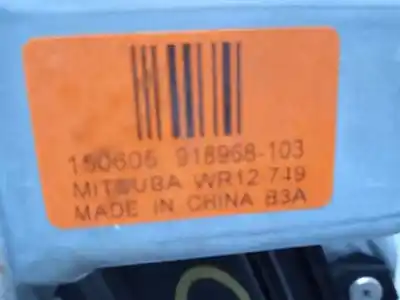 150605 918968-103
MITSUBA WR12 749
MADE IN CHINA B3A